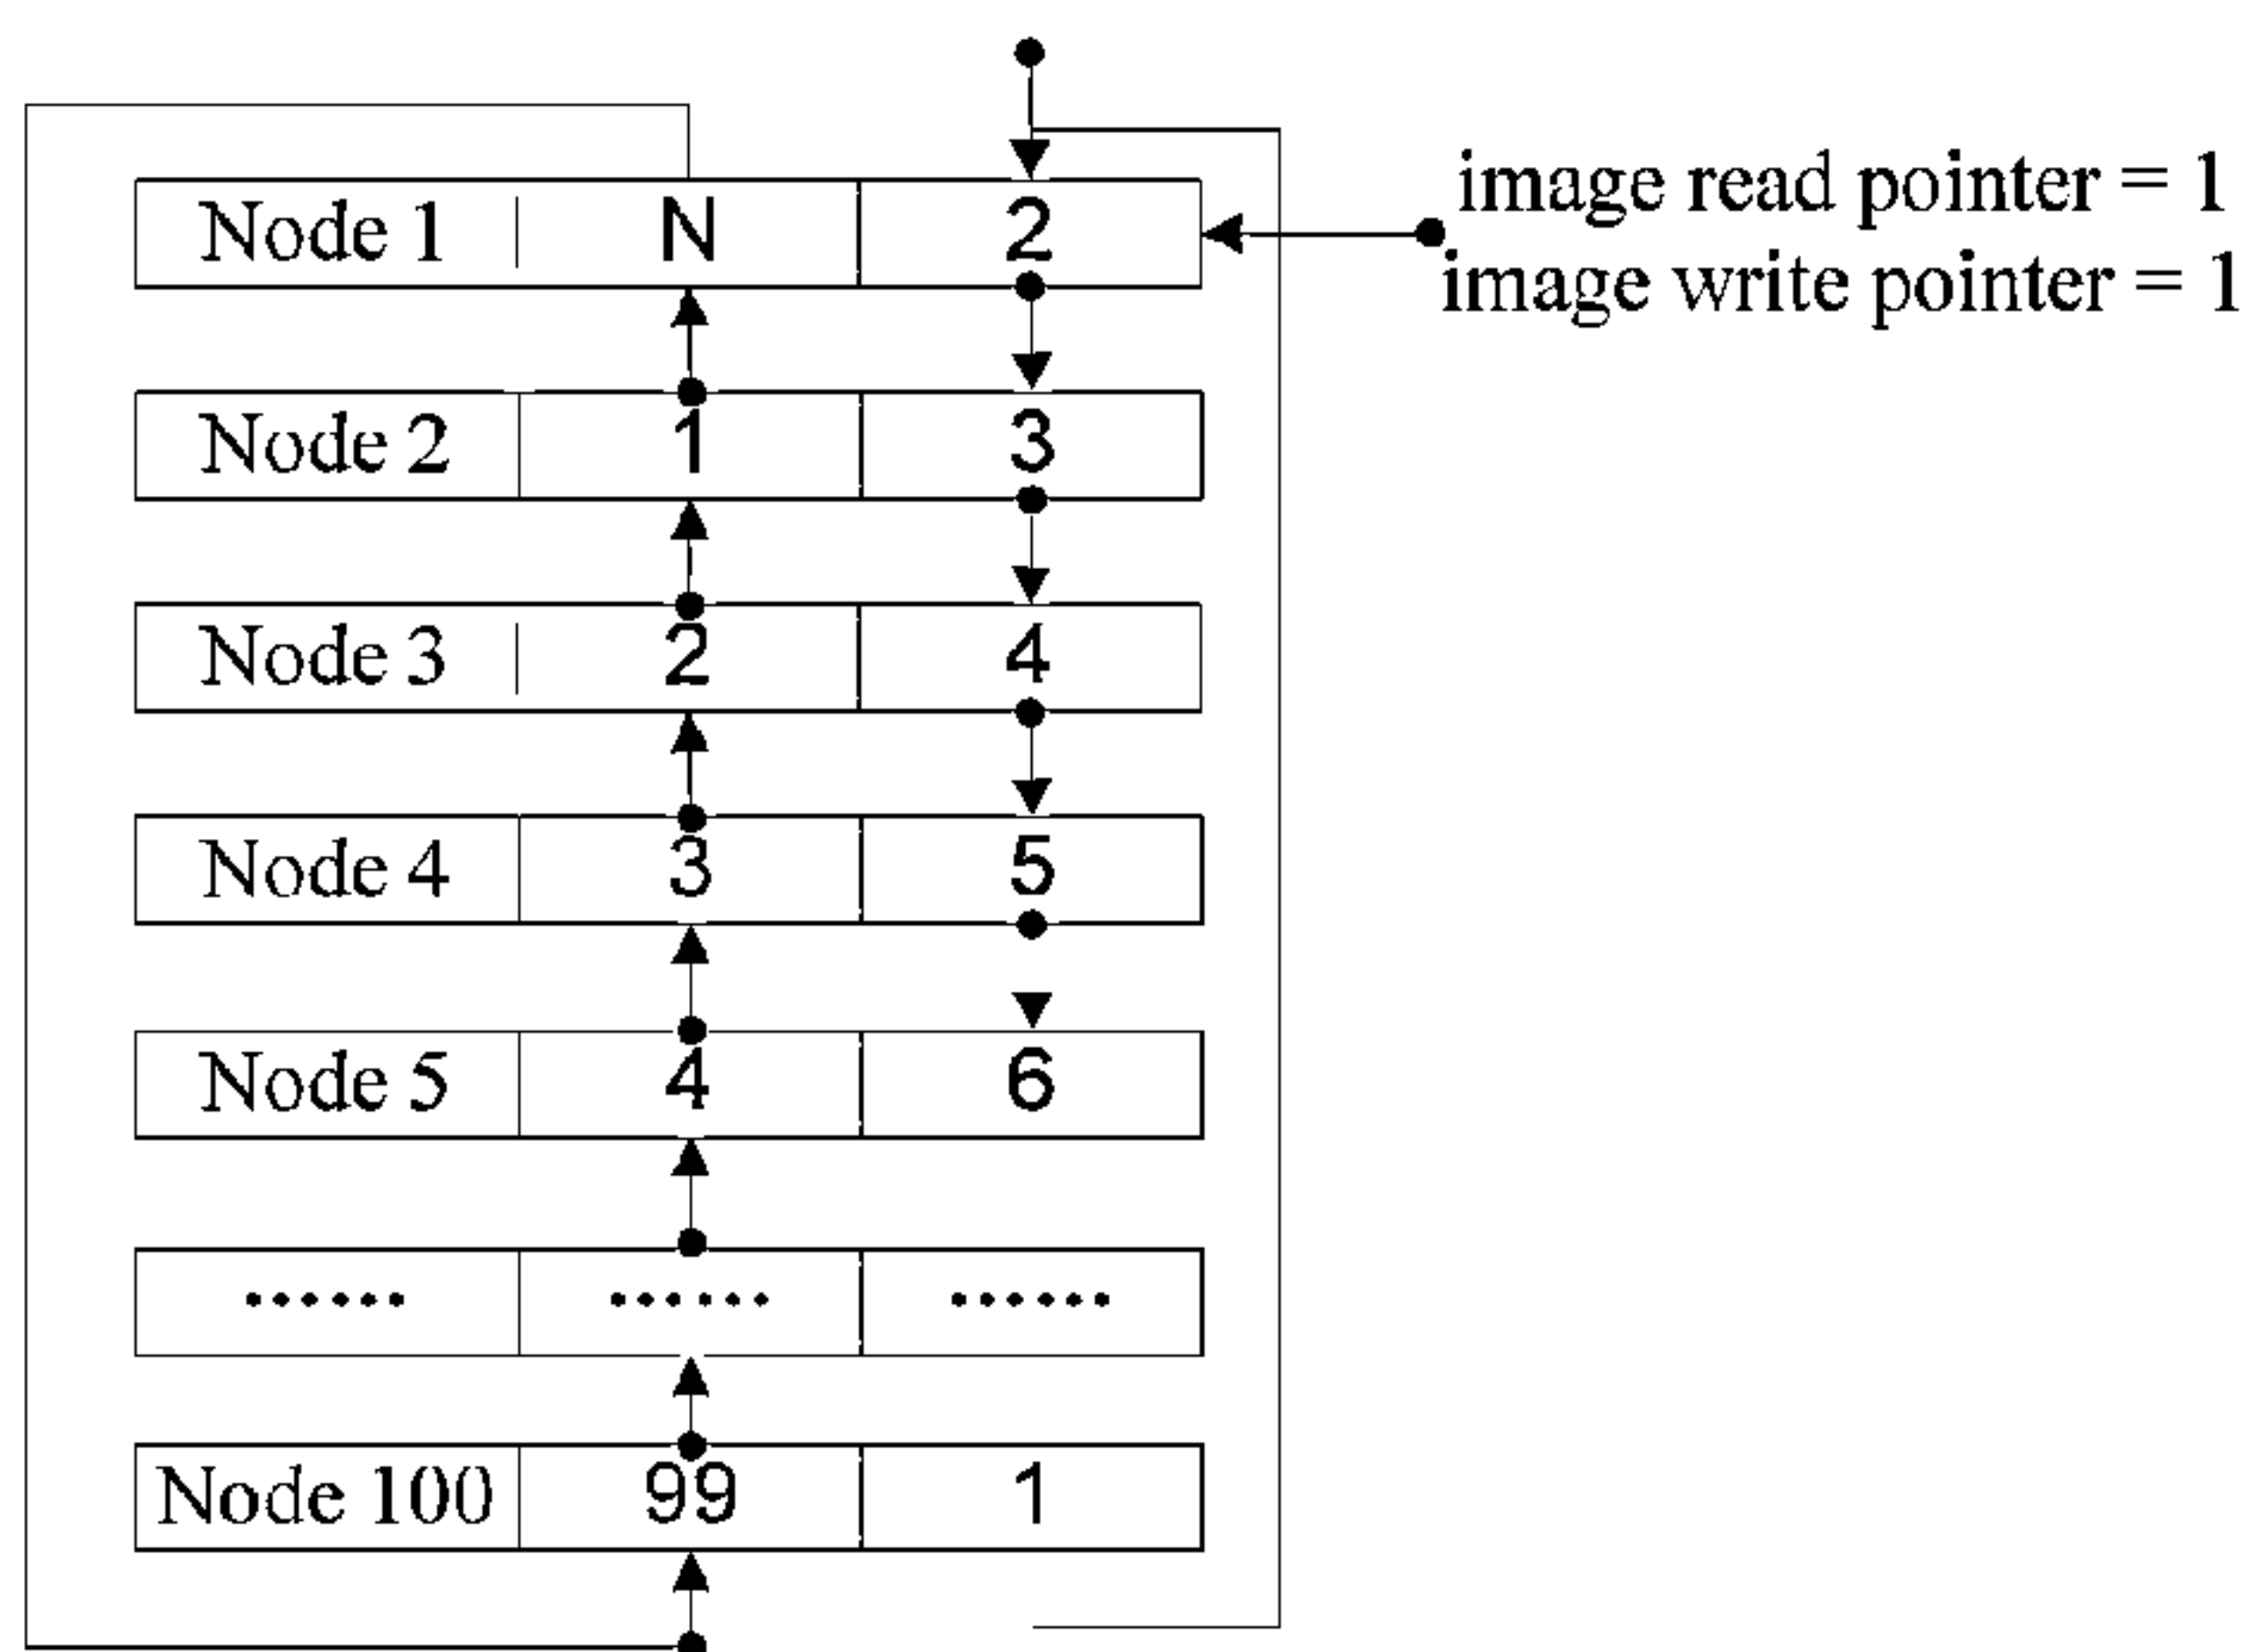 image read pointer = 1
Node 1 N 2
image write pointer = 1
Node 2 1 3
Node 3 2 4
Node 4 3 5
Node 5 4 6
...... ...... ......
Node 100 99 1